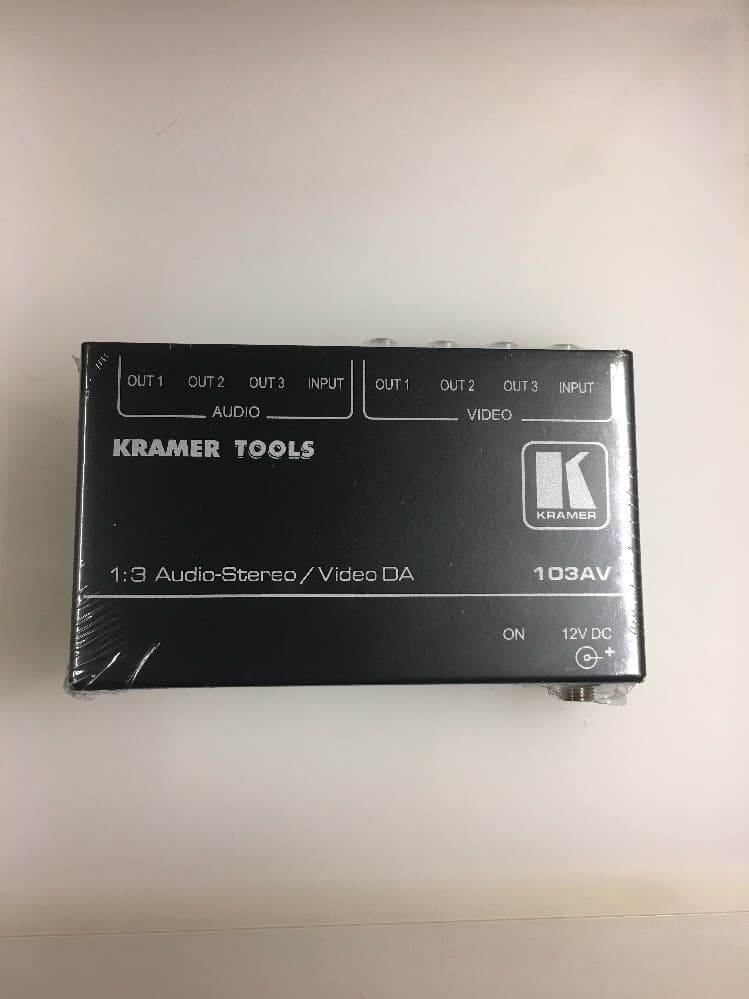 OUT 1 OUT 2 OUT 3 INPUT OUT 1 OUT 2 OUT 3 INPUT
AUDIO VIDEO
KRAMER TOOLS
K
KRAMER
1:3 Audio-Stereo / Video DA 103AV
ON 12V DC
+